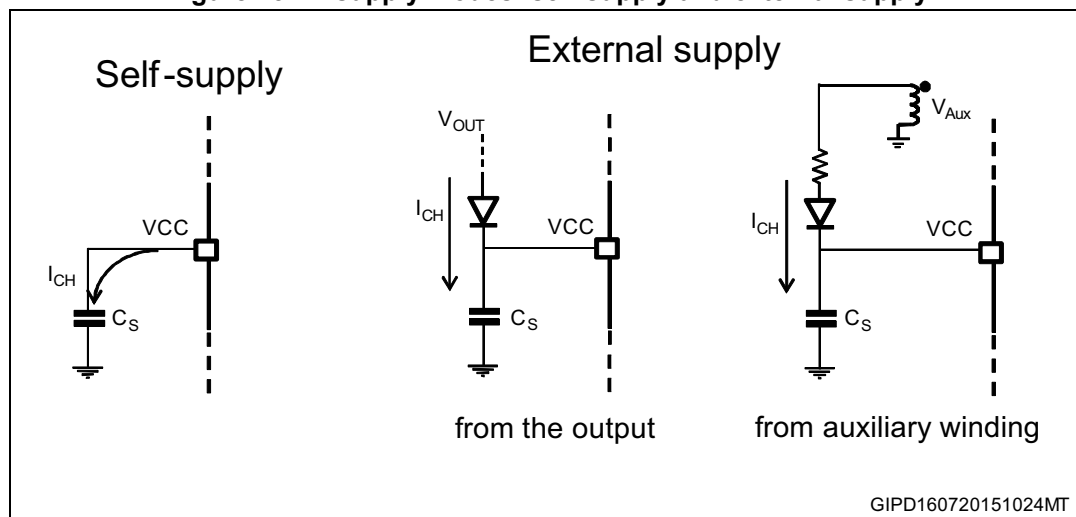 Self-supply
External supply
VCC
I_CH
C_S
V_OUT
I_CH
VCC
C_S
from the output
V_Aux
I_CH
VCC
C_S
from auxiliary winding
GIPD160720151024MT